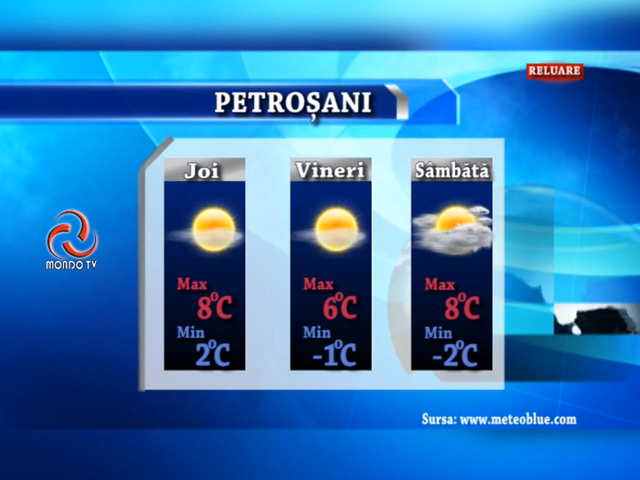 RELUARE
PETROȘANI
Joi
Max
8°C
Min
2°C
Vineri
Max
6°C
Min
-1°C
Sâmbătă
Max
8°C
Min
-2°C
MONDO TV
Sursa: www.meteoblue.com